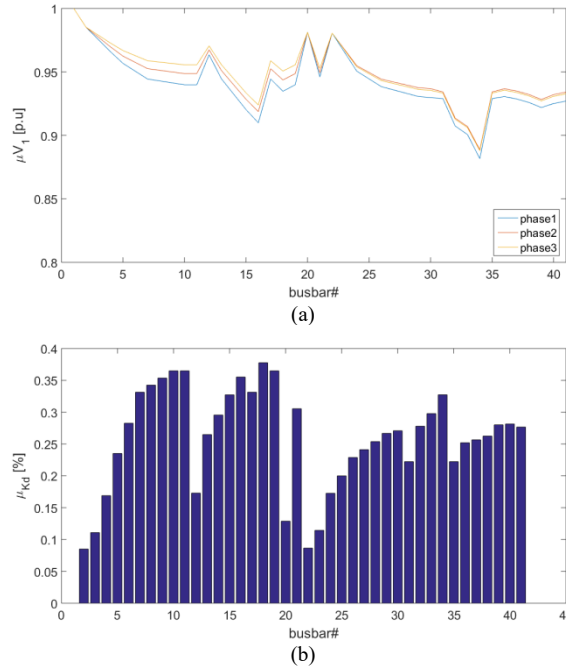 1
0.95
0.9
0.85
0.8
μV1 [p.u]
phase1
phase2
phase3
0 5 10 15 20 25 30 35 40
busbar#
(a)
0.4
0.35
0.3
0.25
0.2
0.15
0.1
0.05
0
μKd [%]
0 5 10 15 20 25 30 35 40 45
busbar#
(b)